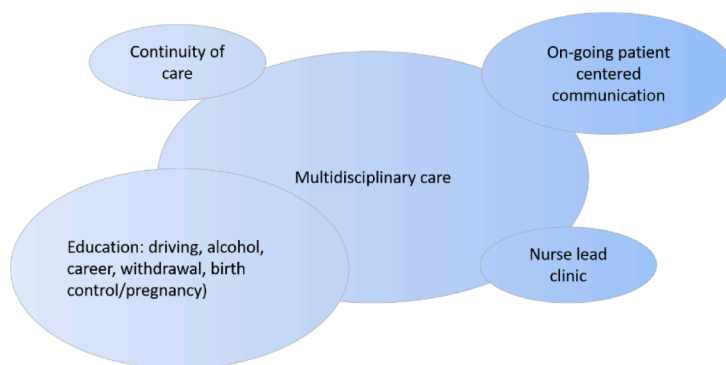 Continuity of
care
On-going patient
centered
communication
Multidisciplinary care
Education: driving, alcohol,
career, withdrawal, birth
control/pregnancy)
Nurse lead
clinic